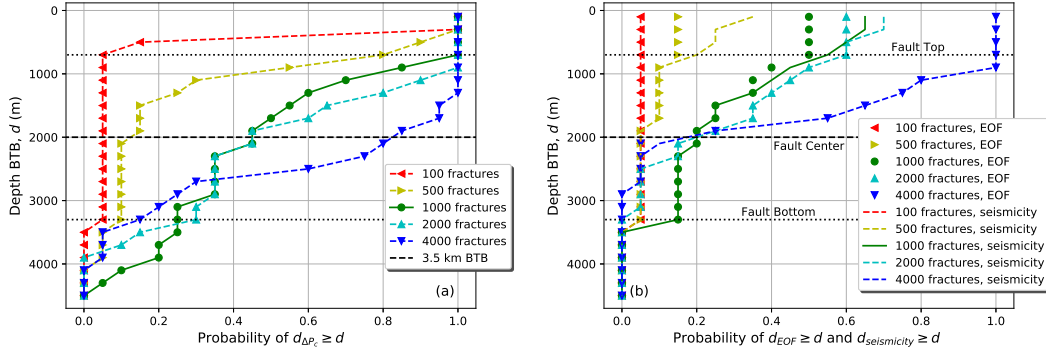 0
1000
2000
3000
4000
Depth BTB, d (m)
0.0 0.2 0.4 0.6 0.8 1.0
Probability of d_{ΔP_c} ≥ d
100 fractures
500 fractures
1000 fractures
2000 fractures
4000 fractures
3.5 km BTB
(a)
0
1000
2000
3000
4000
Depth BTB, d (m)
0.0 0.2 0.4 0.6 0.8 1.0
Probability of d_{EOF} ≥ d and d_{seismicity} ≥ d
Fault Top
Fault Center
Fault Bottom
100 fractures, EOF
500 fractures, EOF
1000 fractures, EOF
2000 fractures, EOF
4000 fractures, EOF
100 fractures, seismicity
500 fractures, seismicity
1000 fractures, seismicity
2000 fractures, seismicity
4000 fractures, seismicity
(b)